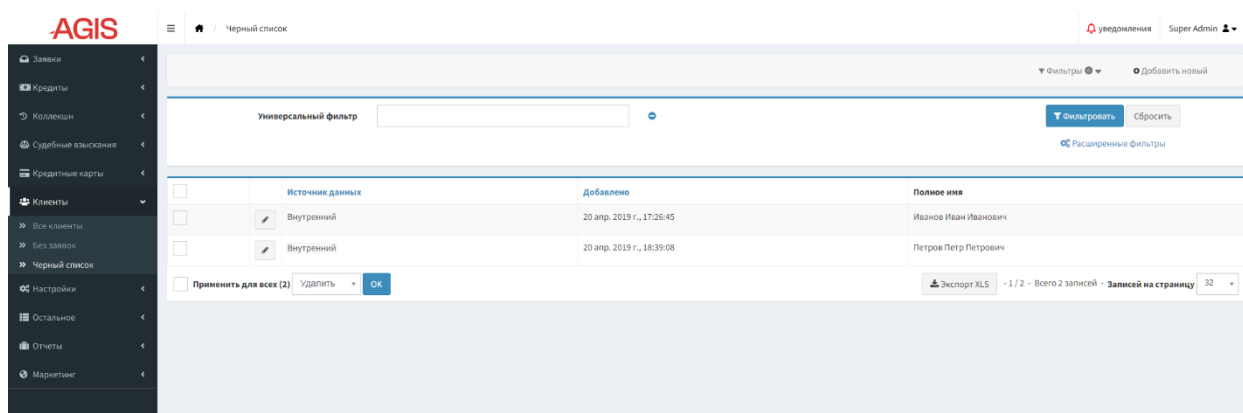 AGIS
/ Черный список
уведомления Super Admin
Заявки
Кредиты
Коллекшн
Судебные взыскания
Кредитные карты
Клиенты
Все клиенты
Без заявок
Черный список
Настройки
Остальное
Отчеты
Маркетинг
Фильтры Добавить новый
Универсальный фильтр Фильтровать Сбросить
Расширенные фильтры
Источник данных Добавлено Полное имя
Внутренний 20 апр. 2019 г., 17:26:45 Иванов Иван Иванович
Внутренний 20 апр. 2019 г., 18:39:08 Петров Петр Петрович
Применить для всех (2) Удалить ОК Экспорт XLS - 1 / 2 - Всего 2 записей - Записей на страницу 32